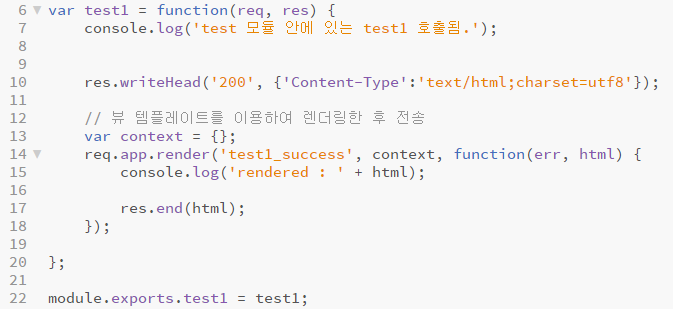 6 var test1 = function(req, res) {
7 console.log('test 모듈 안에 있는 test1 호출됨.');
8
9
10 res.writeHead('200', {'Content-Type':'text/html;charset=utf8'});
11
12 // 뷰 템플레이트를 이용하여 렌더링한 후 전송
13 var context = {};
14 req.app.render('test1_success', context, function(err, html) {
15 console.log('rendered : ' + html);
16
17 res.end(html);
18 });
19
20 };
21
22 module.exports.test1 = test1;